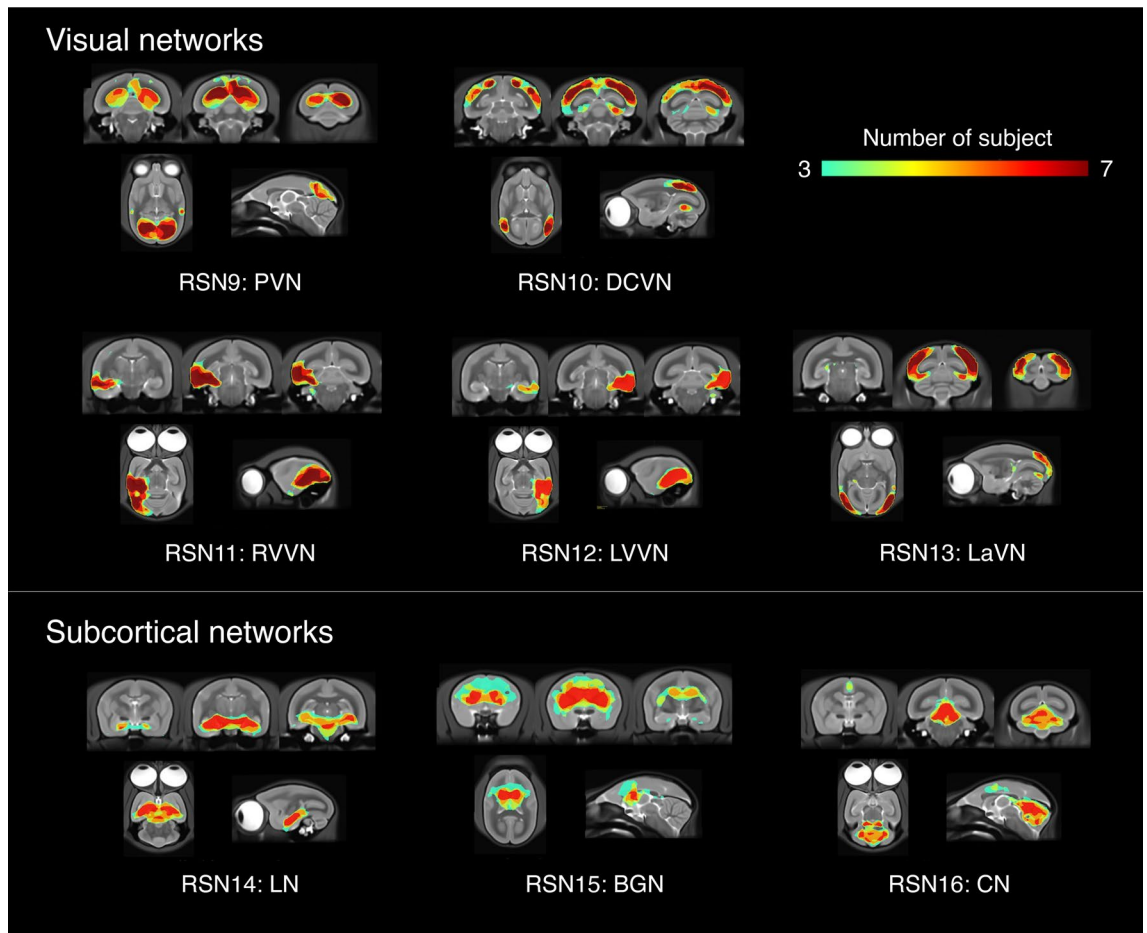 Visual networks
Number of subject
3 7
RSN9: PVN
RSN10: DCVN
RSN11: RVVN
RSN12: LVVN
RSN13: LaVN
Subcortical networks
RSN14: LN
RSN15: BGN
RSN16: CN